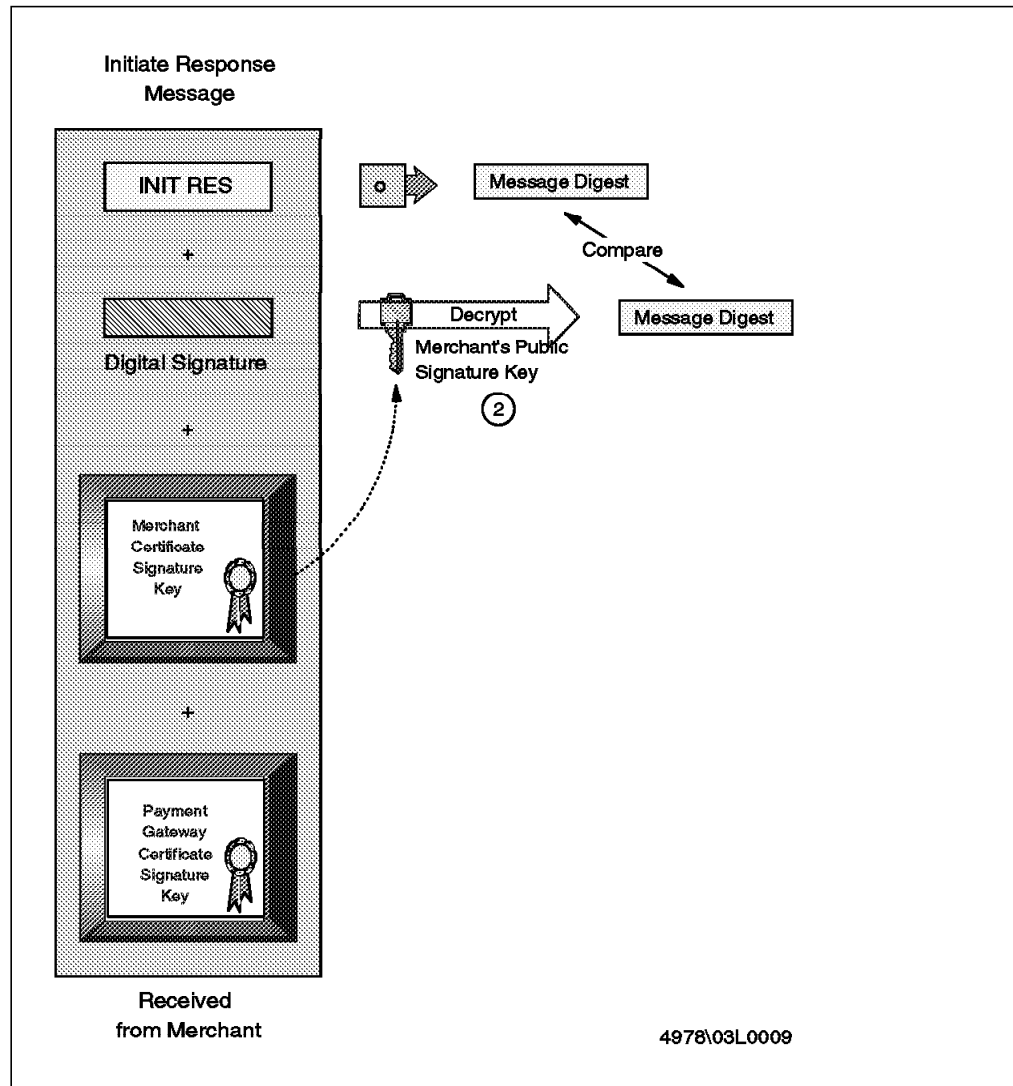 Initiate Response
Message
INIT RES
Message Digest
+
Compare
Decrypt
Message Digest
Digital Signature
Merchant's Public
Signature Key
2
+
Merchant
Certificate
Signature
Key
+
Payment
Gateway
Certificate
Signature
Key
Received
from Merchant
4978\03L0009